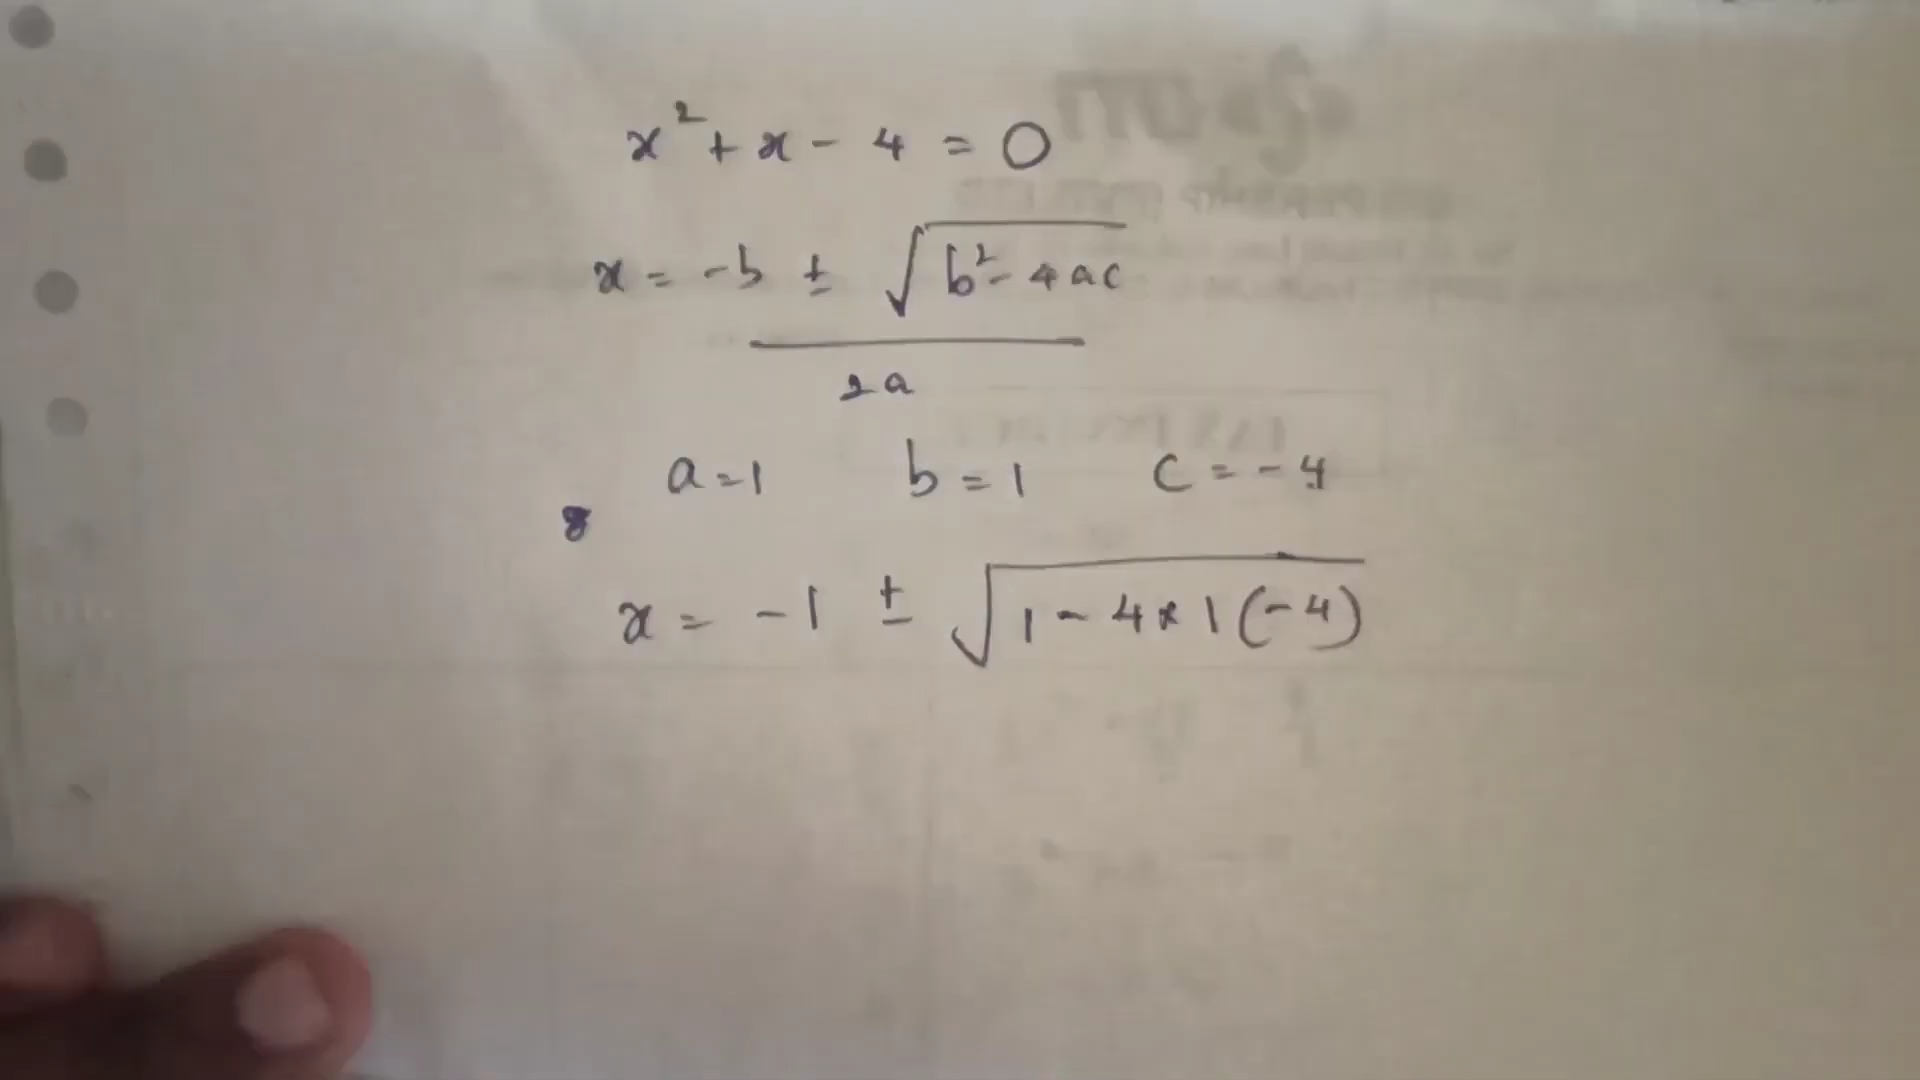 x² + x - 4 = 0
x = -b ± √b² - 4ac
2a
a = 1 b = 1 c = -4
x = -1 ± √1 - 4 × 1 (-4)